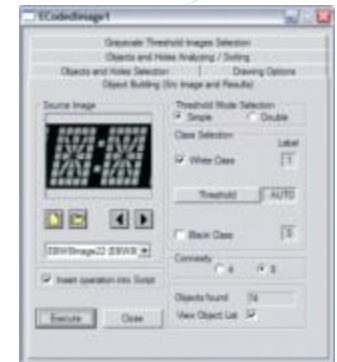 ECodedImage1
Grayscale Threshold Images Selection
Objects and Holes Analyzing / Sorting
Objects and Holes Selection
Drawing Options
Object Building (Src Image and Results)
Source Image
Threshold Mode Selection
Simple
Double
Class Selection
Label
White Class
1
Threshold
AUTO
Black Class
0
Connexity
4
8
Insert operation into Script
Objects found
74
View Object List
Execute
Close